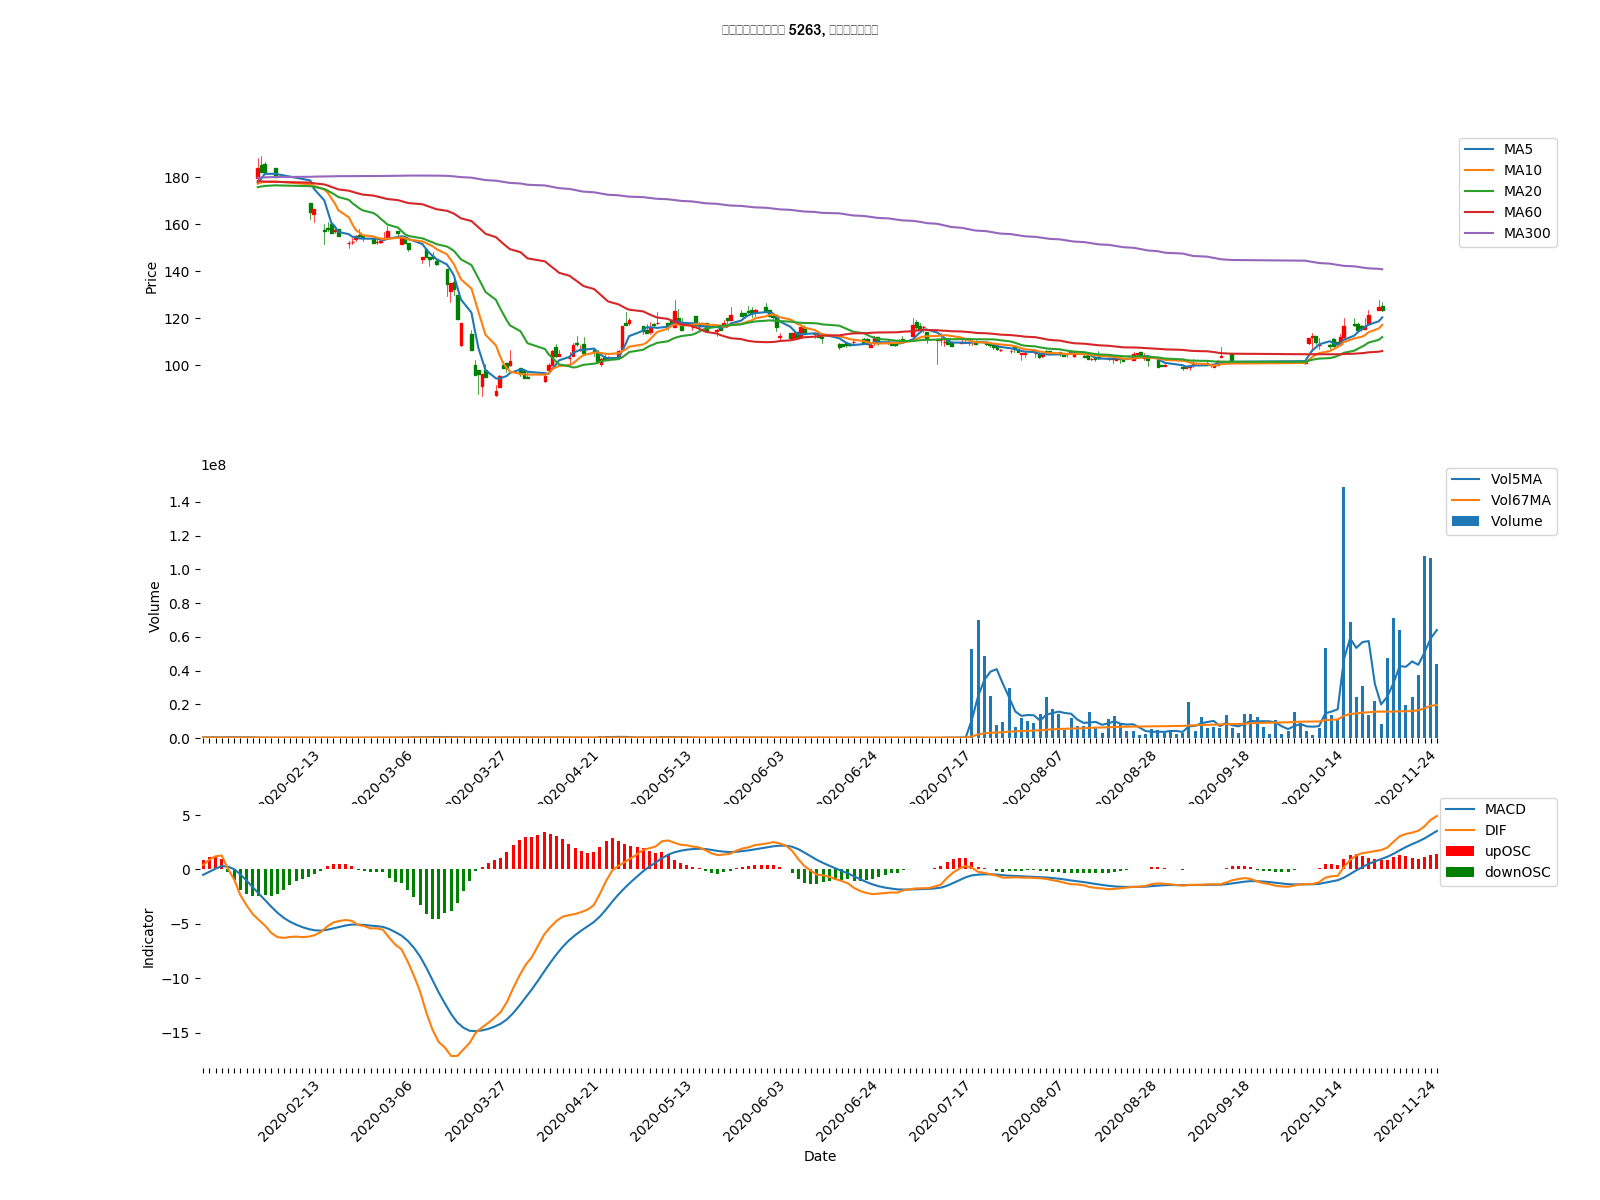 5263,
MA5
MA10
MA20
MA60
MA300
180
160
140
120
100
Price
1e8
Vol5MA
Vol67MA
Volume
1.4
1.2
1.0
0.8
0.6
0.4
0.2
0.0
Volume
2020-02-13 2020-03-06 2020-03-27 2020-04-21 2020-05-13 2020-06-03 2020-06-24 2020-07-17 2020-08-07 2020-08-28 2020-09-18 2020-10-14 2020-11-24
MACD
DIF
upOSC
downOSC
5
0
−5
−10
−15
Indicator
2020-02-13 2020-03-06 2020-03-27 2020-04-21 2020-05-13 2020-06-03 2020-06-24 2020-07-17 2020-08-07 2020-08-28 2020-09-18 2020-10-14 2020-11-24
Date